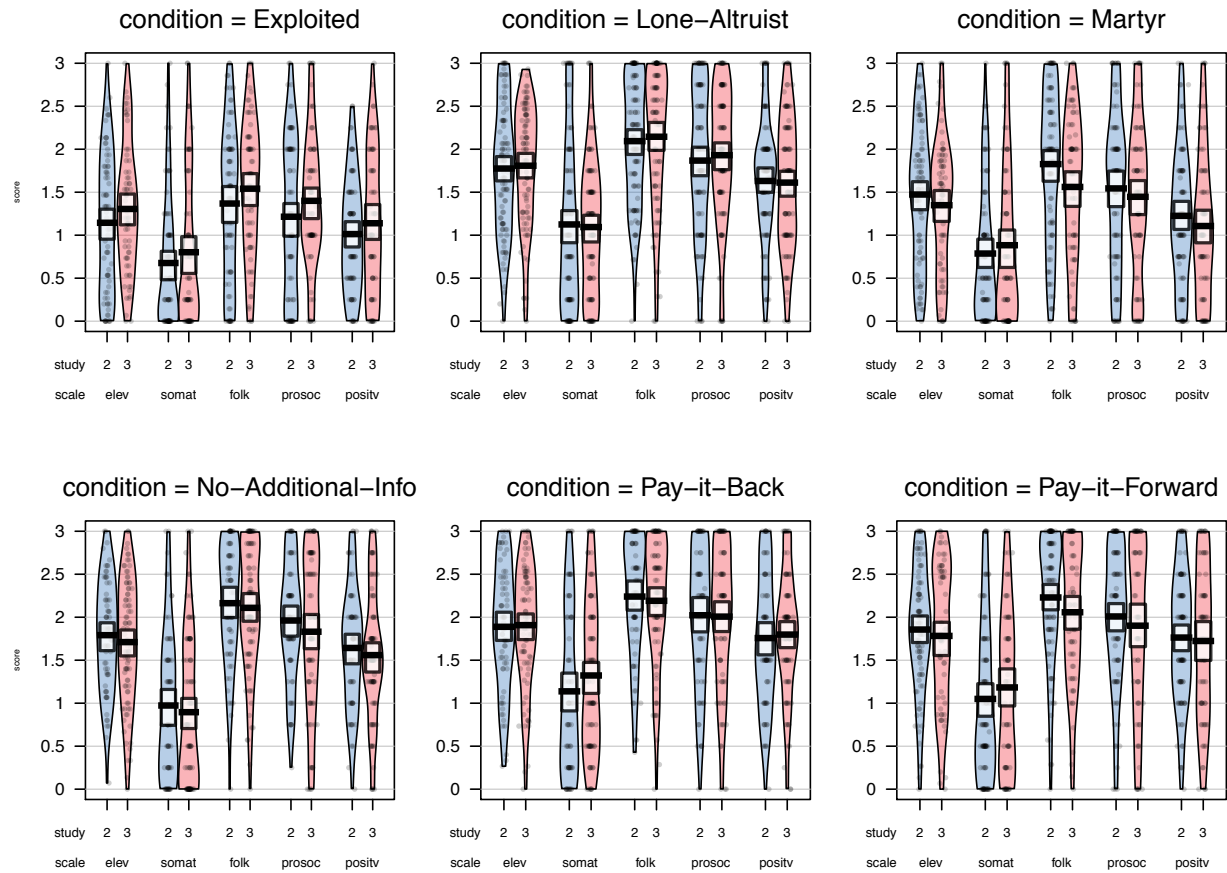 condition = Exploited
condition = Lone−Altruist
condition = Martyr
score
3
2.5
2
1.5
1
0.5
0
3
2.5
2
1.5
1
0.5
0
3
2.5
2
1.5
1
0.5
0
study 2 3 2 3 2 3 2 3 2 3
scale elev somat folk prosoc positv
study 2 3 2 3 2 3 2 3 2 3
scale elev somat folk prosoc positv
study 2 3 2 3 2 3 2 3 2 3
scale elev somat folk prosoc positv
condition = No−Additional−Info
condition = Pay−it−Back
condition = Pay−it−Forward
score
3
2.5
2
1.5
1
0.5
0
3
2.5
2
1.5
1
0.5
0
3
2.5
2
1.5
1
0.5
0
study 2 3 2 3 2 3 2 3 2 3
scale elev somat folk prosoc positv
study 2 3 2 3 2 3 2 3 2 3
scale elev somat folk prosoc positv
study 2 3 2 3 2 3 2 3 2 3
scale elev somat folk prosoc positv